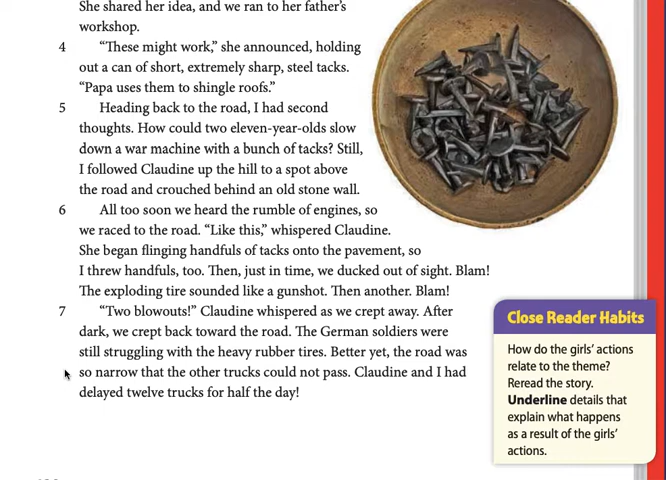 She shared her idea, and we ran to her father's
workshop.
4 "These might work," she announced, holding
out a can of short, extremely sharp, steel tacks.
"Papa uses them to shingle roofs."
5 Heading back to the road, I had second
thoughts. How could two eleven-year-olds slow
down a war machine with a bunch of tacks? Still,
I followed Claudine up the hill to a spot above
the road and crouched behind an old stone wall.
6 All too soon we heard the rumble of engines, so
we raced to the road. "Like this," whispered Claudine.
She began flinging handfuls of tacks onto the pavement, so
I threw handfuls, too. Then, just in time, we ducked out of sight. Blam!
The exploding tire sounded like a gunshot. Then another. Blam!
7 "Two blowouts!" Claudine whispered as we crept away. After
dark, we crept back toward the road. The German soldiers were
still struggling with the heavy rubber tires. Better yet, the road was
so narrow that the other trucks could not pass. Claudine and I had
delayed twelve trucks for half the day!
Close Reader Habits
How do the girls' actions
relate to the theme?
Reread the story.
Underline details that
explain what happens
as a result of the girls'
actions.